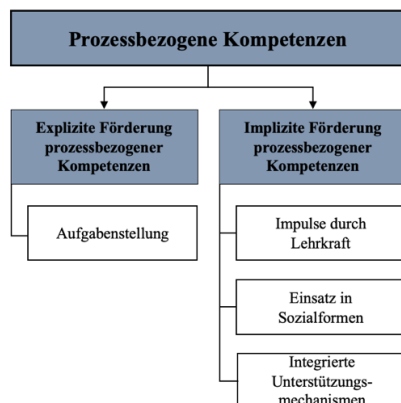 Prozessbezogene Kompetenzen
Explizite Förderung
prozessbezogener
Kompetenzen
Aufgabenstellung
Implizite Förderung
prozessbezogener
Kompetenzen
Impulse durch
Lehrkraft
Einsatz in
Sozialformen
Integrierte
Unterstützungs-
mechanismen